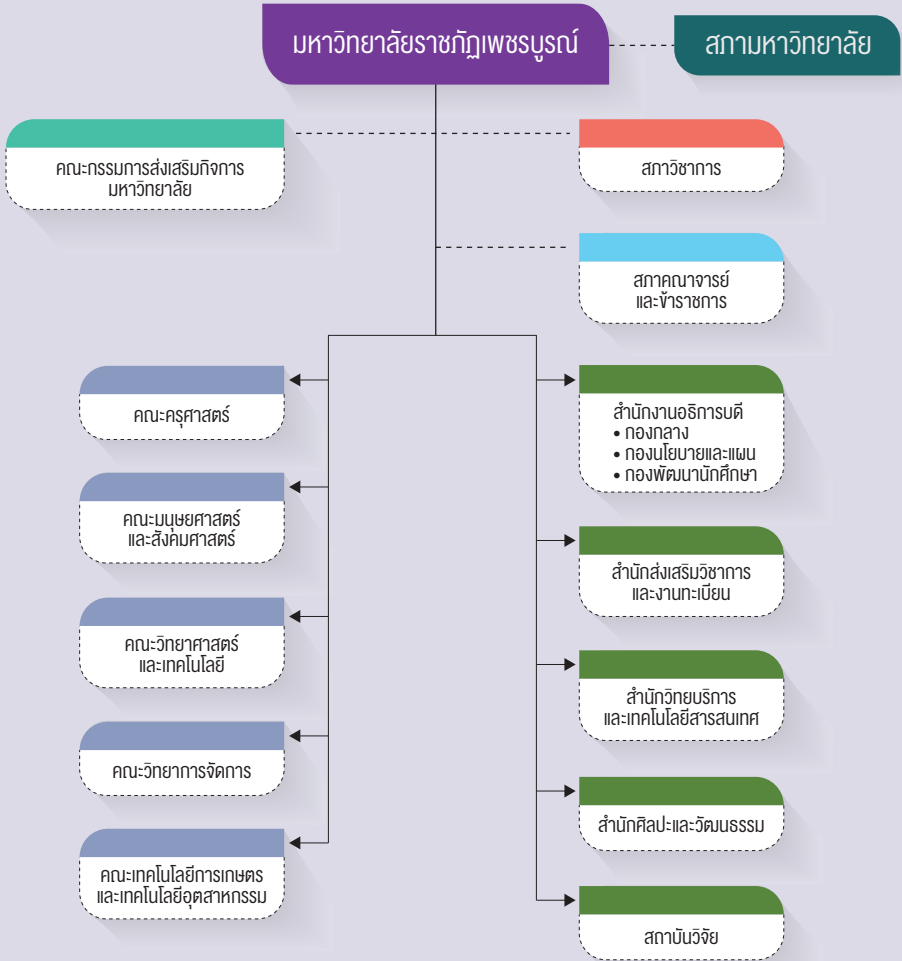 มหาวิทยาลัยราชภัฏเพชรบูรณ์
สภามหาวิทยาลัย
คณะกรรมการส่งเสริมกิจการ
มหาวิทยาลัย
สภาวิชาการ
สภาคณาจารย์
และข้าราชการ
คณะครุศาสตร์
คณะมนุษยศาสตร์
และสังคมศาสตร์
คณะวิทยาศาสตร์
และเทคโนโลยี
คณะวิทยาการจัดการ
คณะเทคโนโลยีการเกษตร
และเทคโนโลยีอุตสาหกรรม
สำนักงานอธิการบดี
• กองกลาง
• กองนโยบายและแผน
• กองพัฒนานักศึกษา
สำนักส่งเสริมวิชาการ
และงานทะเบียน
สำนักวิทยบริการ
และเทคโนโลยีสารสนเทศ
สำนักศิลปะและวัฒนธรรม
สถาบันวิจัย